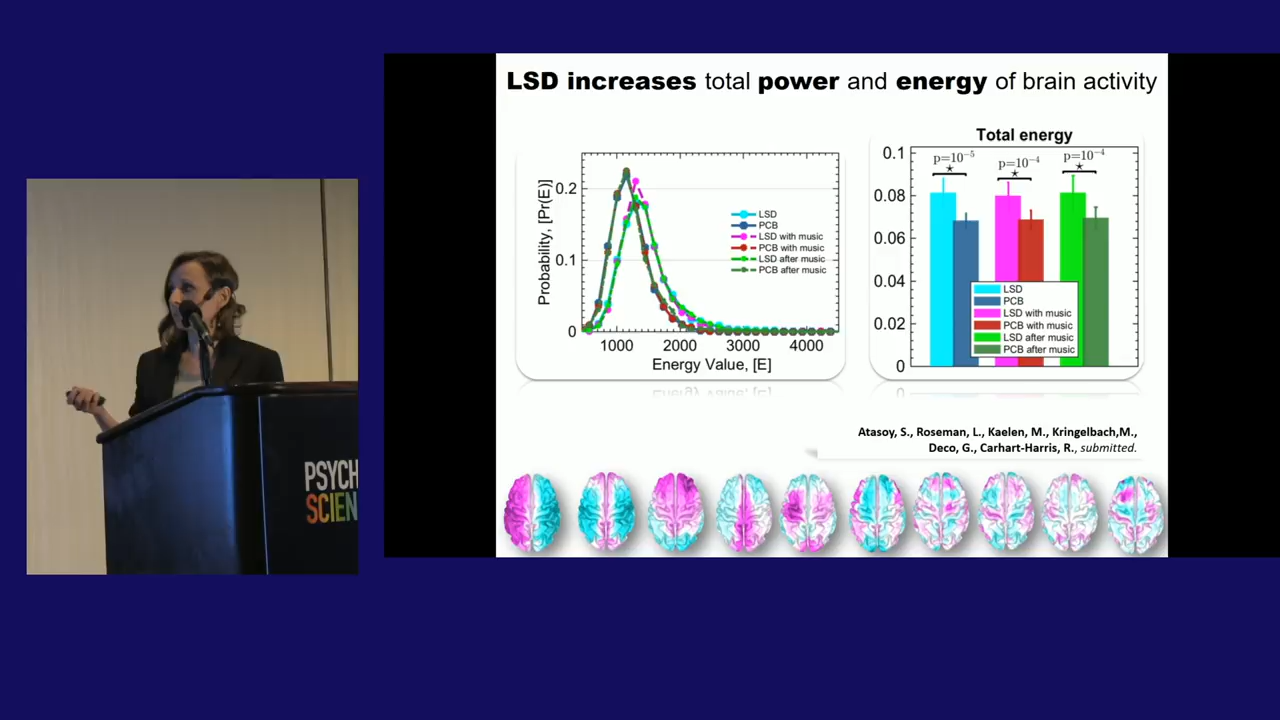 LSD increases total power and energy of brain activity
Probability, [Pr(E)]
0.2
0.1
0
1000 2000 3000 4000
Energy Value, [E]
LSD
PCB
LSD with music
PCB with music
LSD after music
PCB after music
Total energy
p=10-5
p=10-4
p=10-4
0.1
0.08
0.06
0.04
0.02
0
LSD
PCB
LSD with music
PCB with music
LSD after music
PCB after music
Atasoy, S., Roseman, L., Kaelen, M., Kringelbach,M.,
Deco, G., Carhart-Harris, R., submitted.
PSYCH
SCIEN